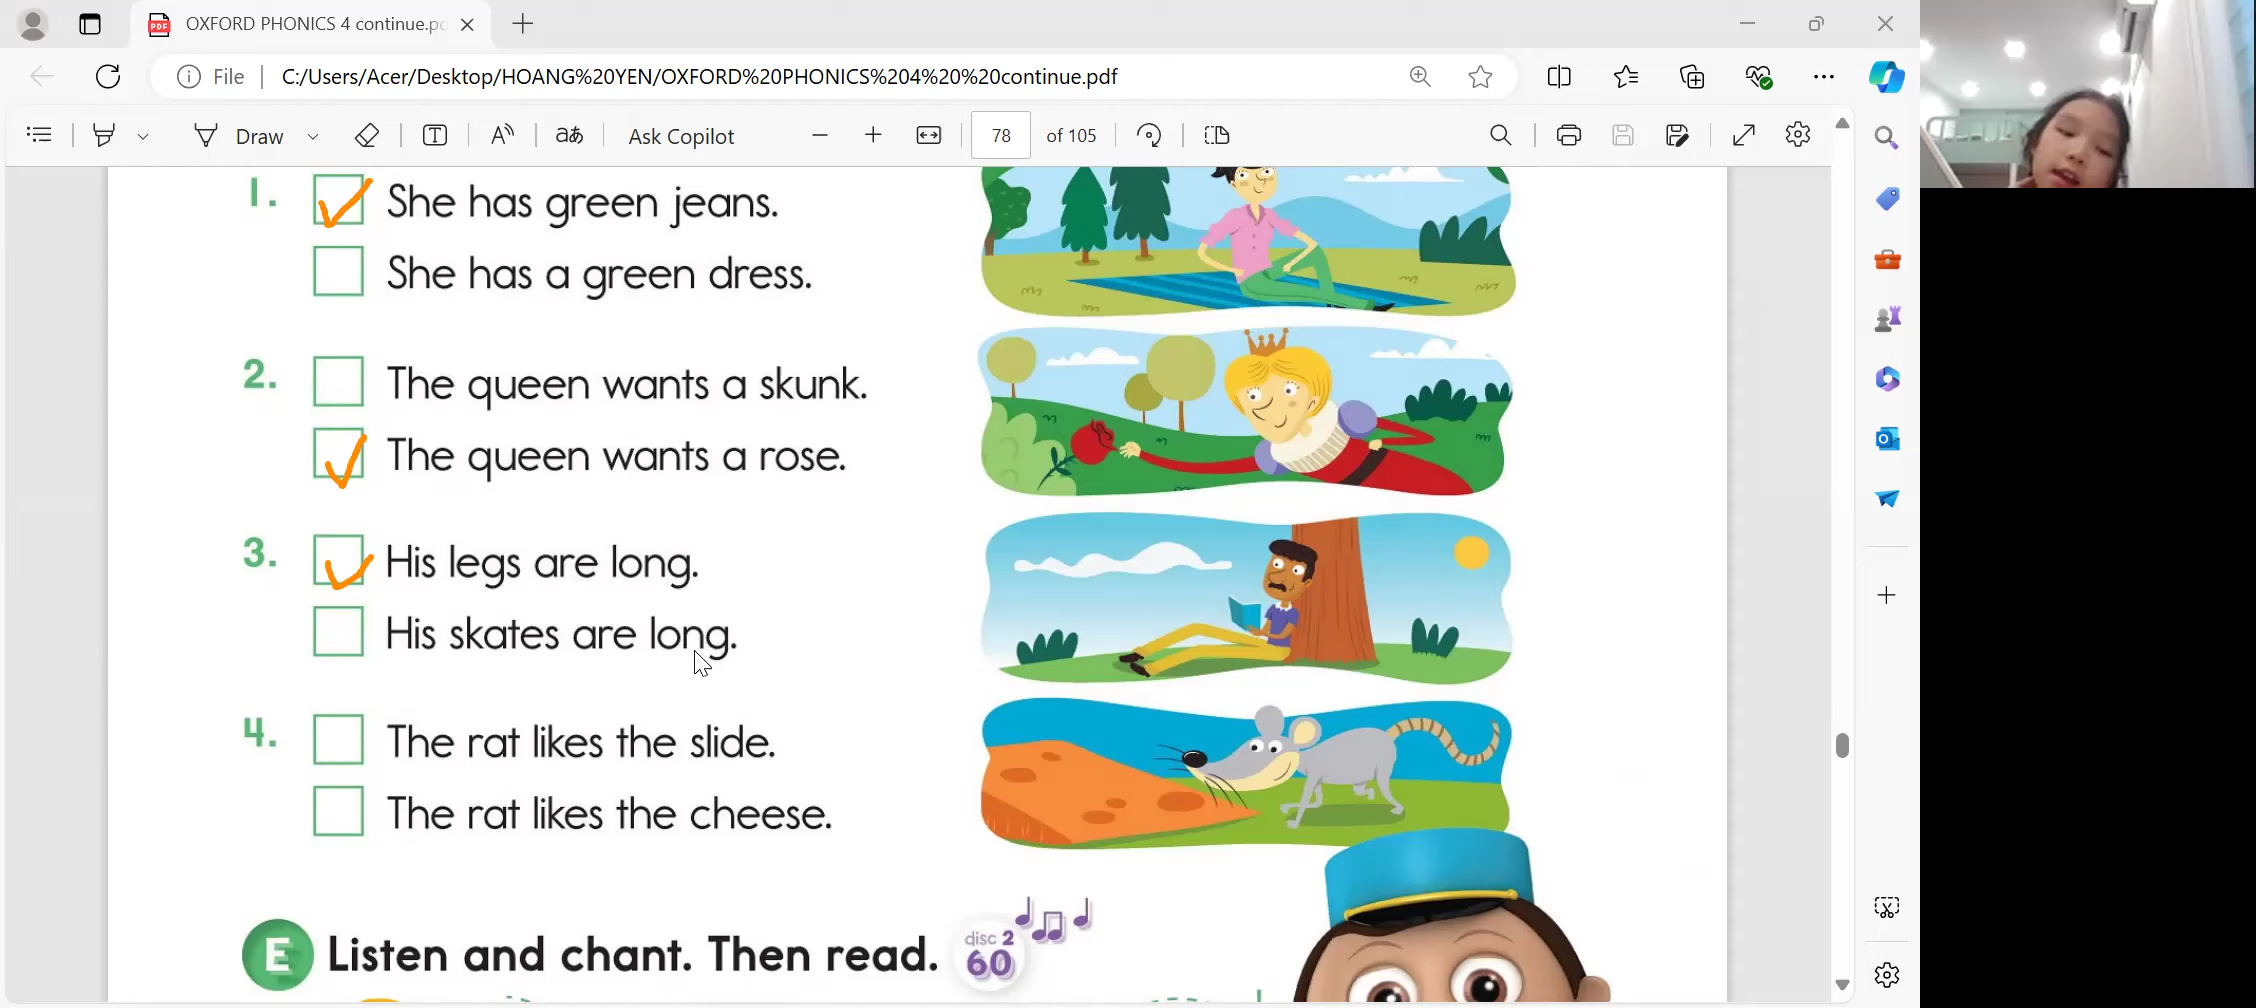 OXFORD PHONICS 4 continue.pd
File C:/Users/Acer/Desktop/HOANG%20YEN/OXFORD%20PHONICS%204%20%20continue.pdf
Draw Ask Copilot 78 of 105
1. She has green jeans.
She has a green dress.
2. The queen wants a skunk.
The queen wants a rose.
3. His legs are long.
His skates are long.
4. The rat likes the slide.
The rat likes the cheese.
E Listen and chant. Then read. disc 2 60